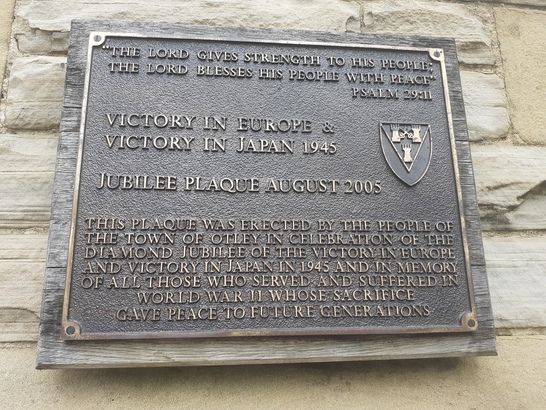 "THE LORD GIVES STRENGTH TO HIS PEOPLE;
THE LORD BLESSES HIS PEOPLE WITH PEACE"
PSALM 29:11
VICTORY IN EUROPE &
VICTORY IN JAPAN 1945
JUBILEE PLAQUE AUGUST 2005
THIS PLAQUE WAS ERECTED BY THE PEOPLE OF
THE TOWN OF OTLEY IN CELEBRATION OF THE
DIAMOND JUBILEE OF THE VICTORY IN EUROPE
AND VICTORY IN JAPAN IN 1945 AND IN MEMORY
OF ALL THOSE WHO SERVED AND SUFFERED IN
WORLD WAR II WHOSE SACRIFICE
GAVE PEACE TO FUTURE GENERATIONS